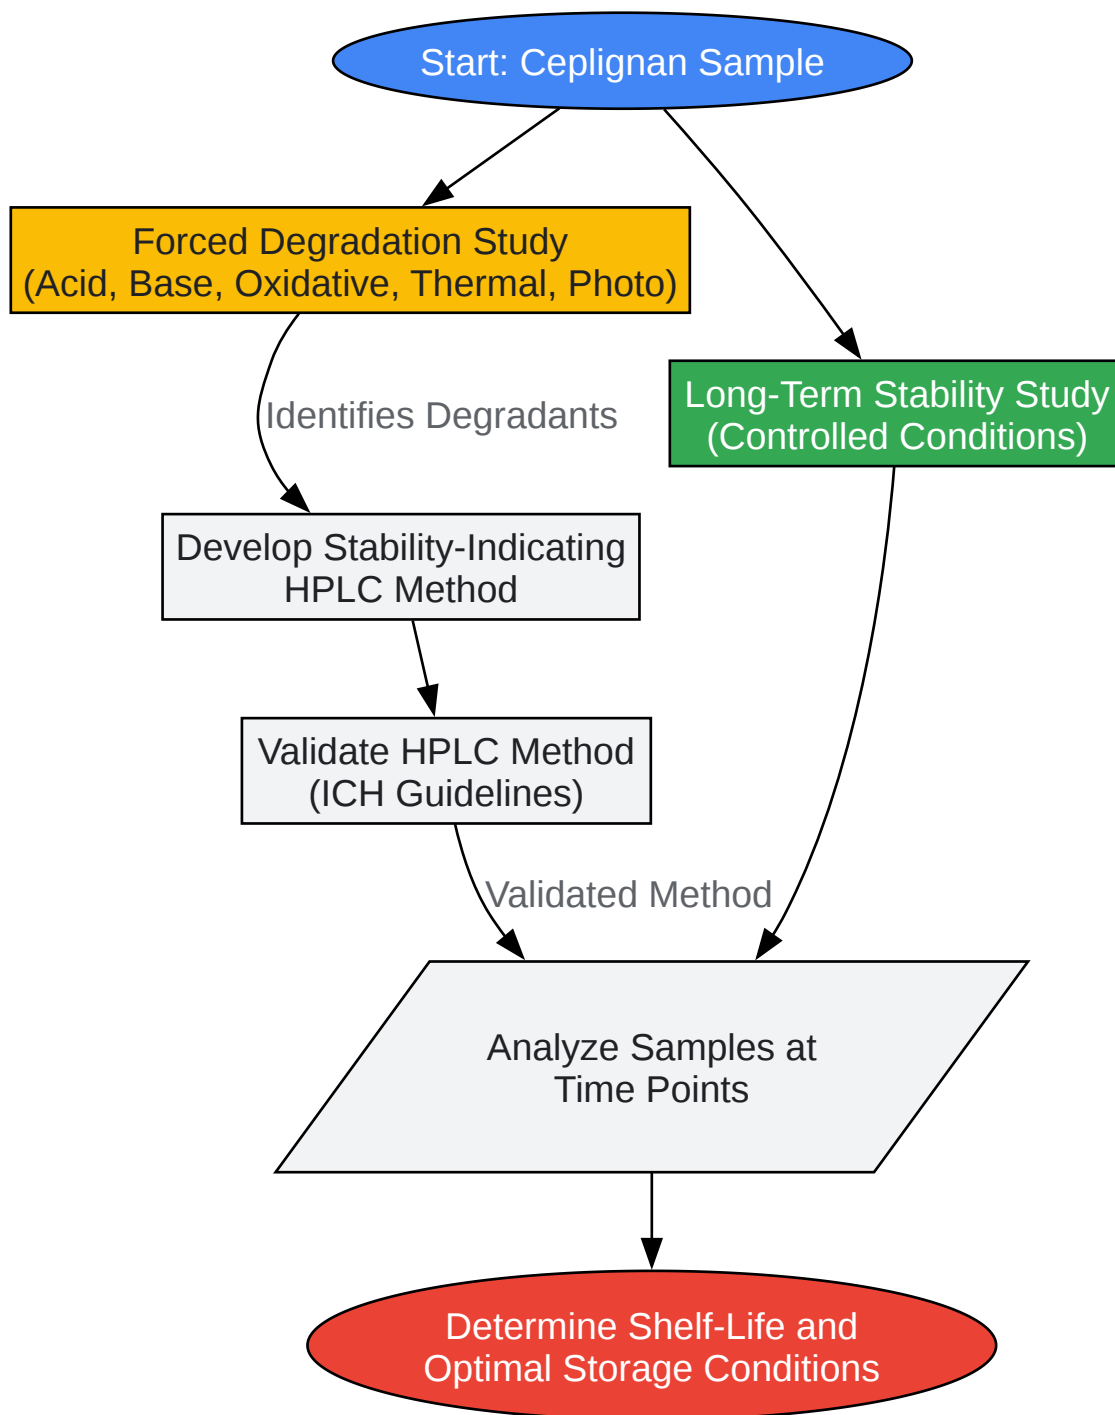 Start: Ceplignan Sample
Forced Degradation Study
(Acid, Base, Oxidative, Thermal, Photo)
Long-Term Stability Study
(Controlled Conditions)
Identifies Degradants
Develop Stability-Indicating
HPLC Method
Validate HPLC Method
(ICH Guidelines)
Validated Method
Analyze Samples at
Time Points
Determine Shelf-Life and
Optimal Storage Conditions